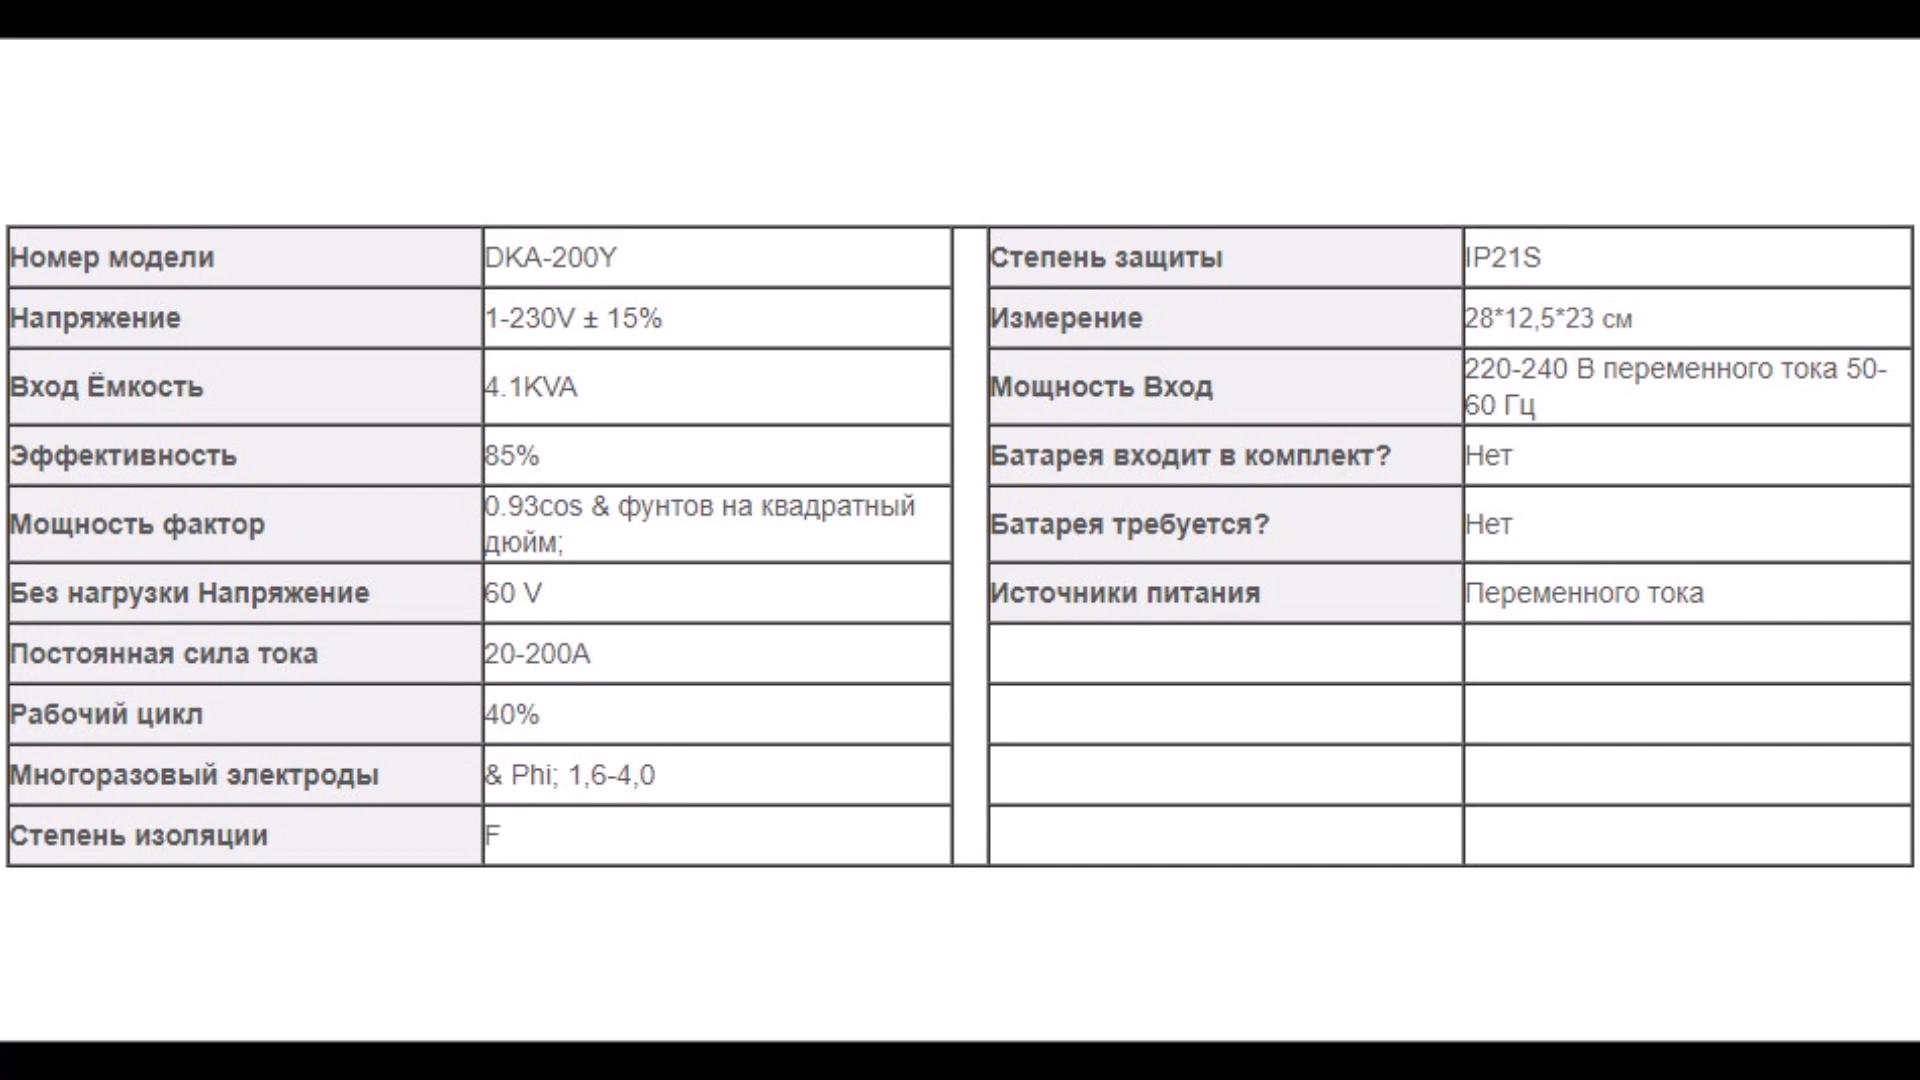 Номер модели DKA-200Y
Напряжение 1-230V ± 15%
Вход Ёмкость 4.1KVA
Эффективность 85%
Мощность фактор 0.93cos & фунтов на квадратный
дюйм;
Без нагрузки Напряжение 60 V
Постоянная сила тока 20-200A
Рабочий цикл 40%
Многоразовый электроды & Phi; 1,6-4,0
Степень изоляции F
Степень защиты IP21S
Измерение 28*12,5*23 см
Мощность Вход 220-240 В переменного тока 50-
60 Гц
Батарея входит в комплект? Нет
Батарея требуется? Нет
Источники питания Переменного тока